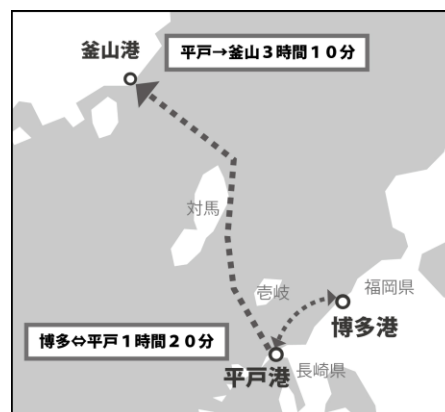 釜山港
平戸→釜山3時間10分
対馬
壱岐
福岡県
博多港
博多⇔平戸1時間20分
平戸港
長崎県